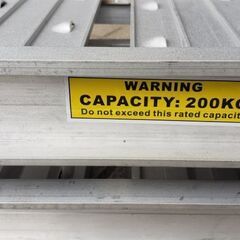 WARNING
CAPACITY: 200KG
Do not exceed this rated capacit